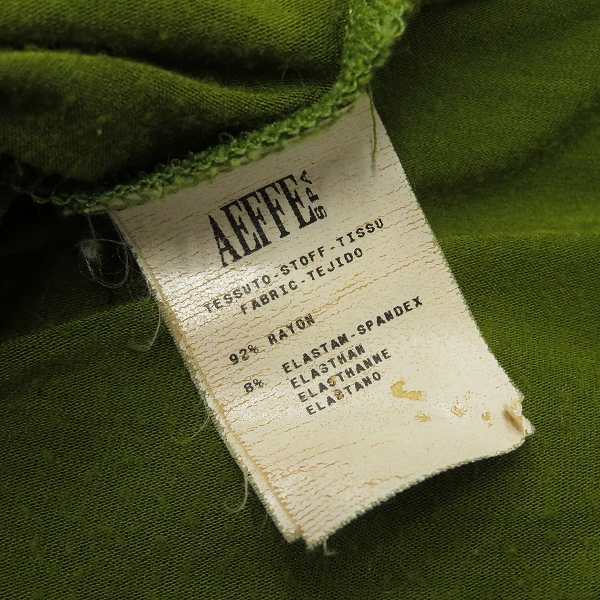 AEFFE SPA
TESSUTO-STOFF-TISSU
FABRIC-TEJIDO
92% RAYON
8% ELASTAM-SPANDEX
ELASTHAN
ELASTHANNE
ELASTANO